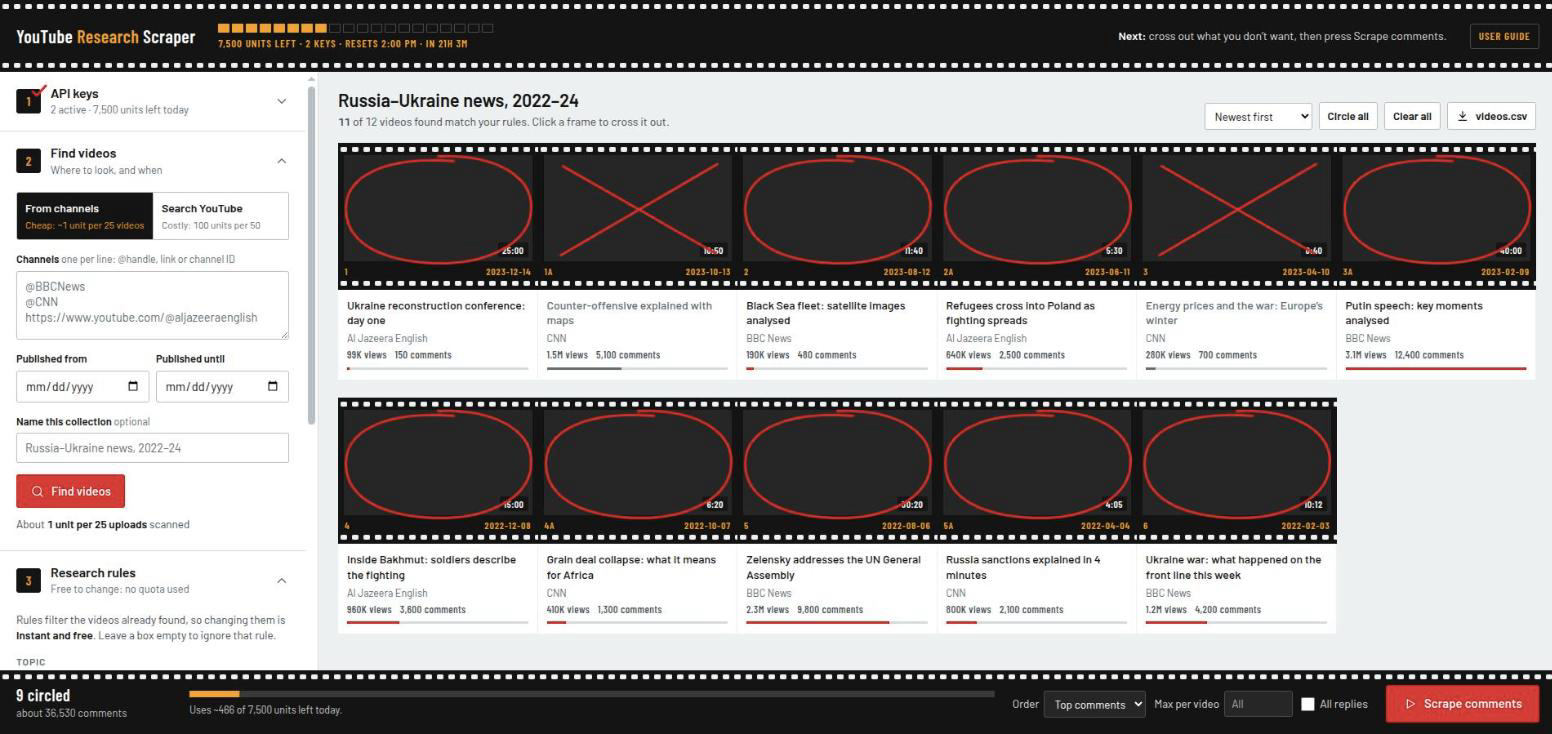 YouTube Research Scraper
7,500 UNITS LEFT · 2 KEYS · RESETS 2:00 PM · IN 21H 3M
Next: cross out what you don't want, then press Scrape comments.
USER GUIDE
1
API keys
2 active · 7,500 units left today
2
Find videos
Where to look, and when
From channels
Cheap: ~1 unit per 25 videos
Search YouTube
Costly: 100 units per 50
Channels one per line: @handle, link or channel ID
@BBCNews
@CNN
https://www.youtube.com/@aljazeeraenglish
Published from
Published until
mm/dd/yyyy
mm/dd/yyyy
Name this collection optional
Russia–Ukraine news, 2022–24
Find videos
About 1 unit per 25 uploads scanned
3
Research rules
Free to change: no quota used
Rules filter the videos already found, so changing them is
instant and free. Leave a box empty to ignore that rule.
TOPIC
Russia–Ukraine news, 2022–24
11 of 12 videos found match your rules. Click a frame to cross it out.
Newest first
Circle all
Clear all
videos.csv
25:00
1 2023-12-14
Ukraine reconstruction conference:
day one
Al Jazeera English
99K views 150 comments
10:50
1A 2023-10-13
Counter-offensive explained with
maps
CNN
1.5M views 5,100 comments
11:40
2 2023-08-12
Black Sea fleet: satellite images
analysed
BBC News
190K views 480 comments
5:30
2A 2023-06-11
Refugees cross into Poland as
fighting spreads
Al Jazeera English
640K views 2,500 comments
3 2023-04-10
Energy prices and the war: Europe's
winter
CNN
280K views 700 comments
40:00
3A 2023-02-09
Putin speech: key moments
analysed
BBC News
3.1M views 12,400 comments
15:00
4 2022-12-08
Inside Bakhmut: soldiers describe
the fighting
Al Jazeera English
960K views 3,600 comments
6:20
4A 2022-10-07
Grain deal collapse: what it means
for Africa
CNN
410K views 1,300 comments
30:20
5 2022-08-06
Zelensky addresses the UN General
Assembly
BBC News
2.3M views 9,800 comments
4:05
5A 2022-04-04
Russia sanctions explained in 4
minutes
CNN
800K views 2,100 comments
10:12
6 2022-02-03
Ukraine war: what happened on the
front line this week
BBC News
1.2M views 4,200 comments
9 circled
about 36,530 comments
Uses ~466 of 7,500 units left today.
Order
Top comments
Max per video
All
All replies
Scrape comments